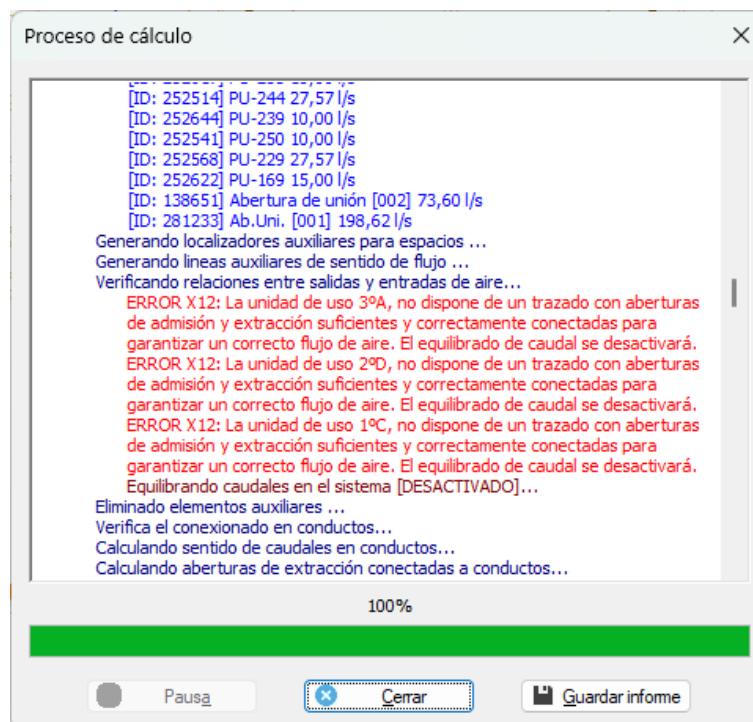 Proceso de cálculo
[ID: 252514] PU-244 27,57 l/s
[ID: 252644] PU-239 10,00 l/s
[ID: 252541] PU-250 10,00 l/s
[ID: 252568] PU-229 27,57 l/s
[ID: 252622] PU-169 15,00 l/s
[ID: 138651] Abertura de unión [002] 73,60 l/s
[ID: 281233] Ab.Uni. [001] 198,62 l/s
Generando localizadores auxiliares para espacios ...
Generando lineas auxiliares de sentido de flujo ...
Verificando relaciones entre salidas y entradas de aire...
ERROR X12: La unidad de uso 3ºA, no dispone de un trazado con aberturas
de admisión y extracción suficientes y correctamente conectadas para
garantizar un correcto flujo de aire. El equilibrado de caudal se desactivará.
ERROR X12: La unidad de uso 2ºD, no dispone de un trazado con aberturas
de admisión y extracción suficientes y correctamente conectadas para
garantizar un correcto flujo de aire. El equilibrado de caudal se desactivará.
ERROR X12: La unidad de uso 1ºC, no dispone de un trazado con aberturas
de admisión y extracción suficientes y correctamente conectadas para
garantizar un correcto flujo de aire. El equilibrado de caudal se desactivará.
Equilibrando caudales en el sistema [DESACTIVADO]...
Eliminado elementos auxiliares ...
Verifica el conexionado en conductos...
Calculando sentido de caudales en conductos...
Calculando aberturas de extracción conectadas a conductos...
100%
Pausa
Cerrar
Guardar informe